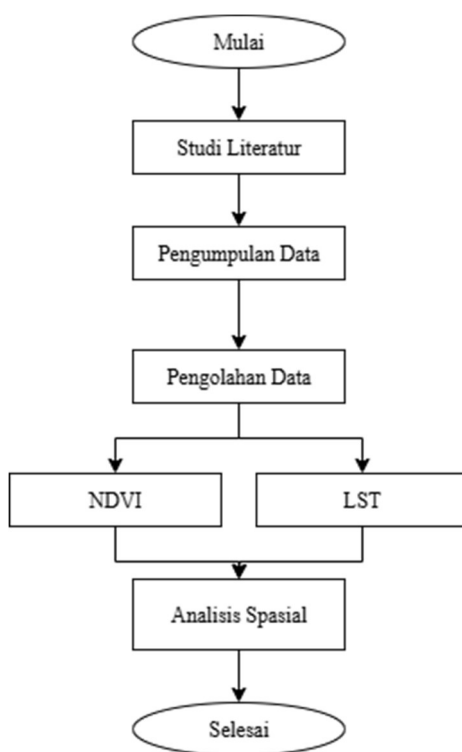 Mulai
Studi Literatur
Pengumpulan Data
Pengolahan Data
NDVI
LST
Analisis Spasial
Selesai